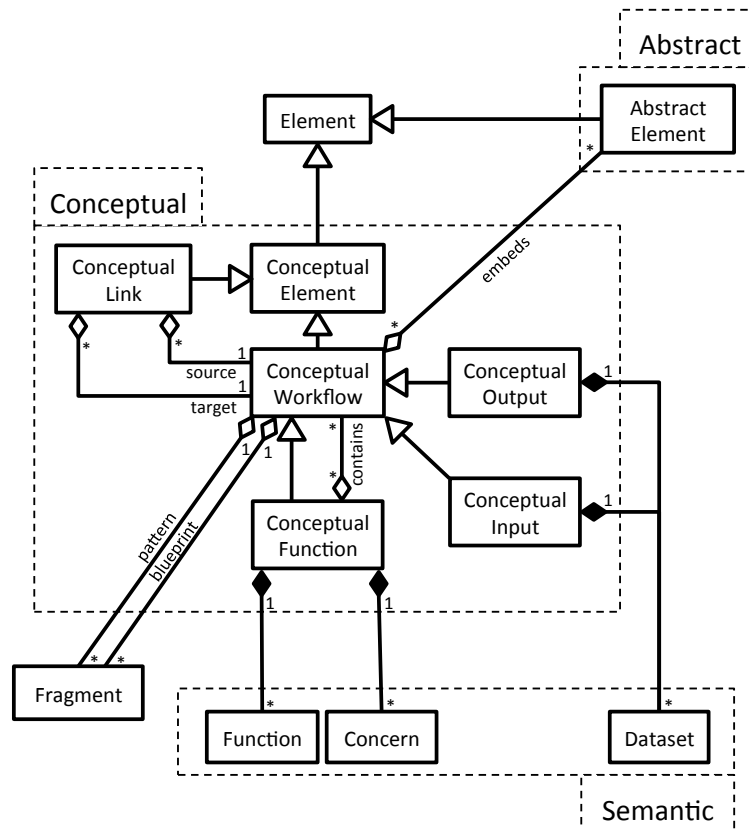 Abstract
Abstract
Element
Element
*
Conceptual
embeds
Conceptual
Link
Conceptual
Element
*
*
*
1
source
1
target
Conceptual
Workflow
Conceptual
Output
1
1
1
*
contains
*
Conceptual
Input
1
Conceptual
Function
pattern
blueprint
1
1
*
*
Fragment
*
*
*
Function
Concern
Dataset
Semantic